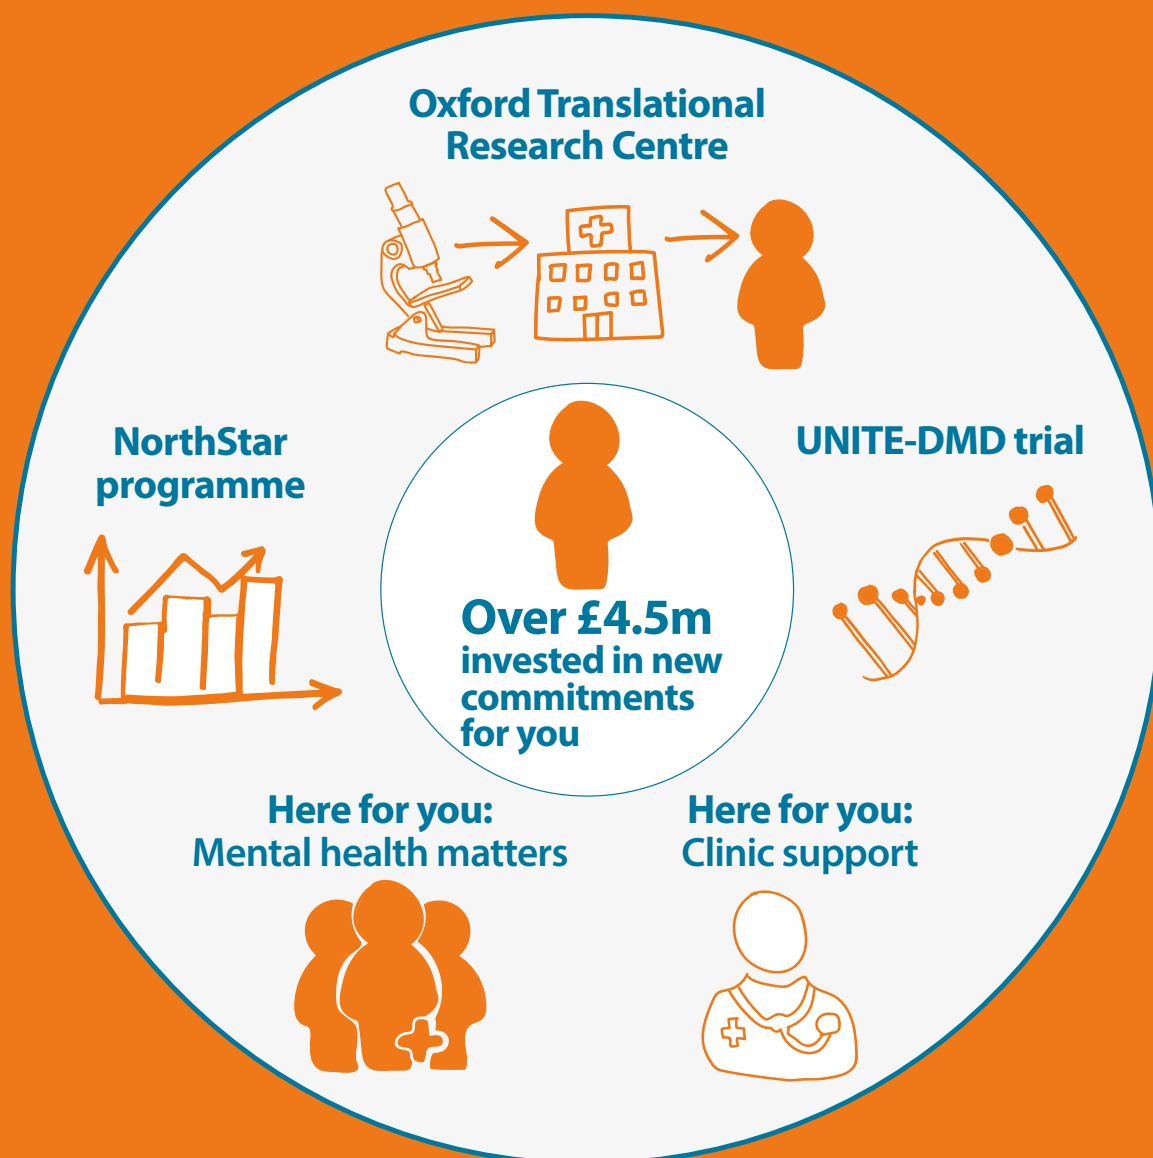 Oxford Translational
Research Centre
NorthStar
programme
UNITE-DMD trial
Over £4.5m
invested in new
commitments
for you
Here for you:
Mental health matters
Here for you:
Clinic support